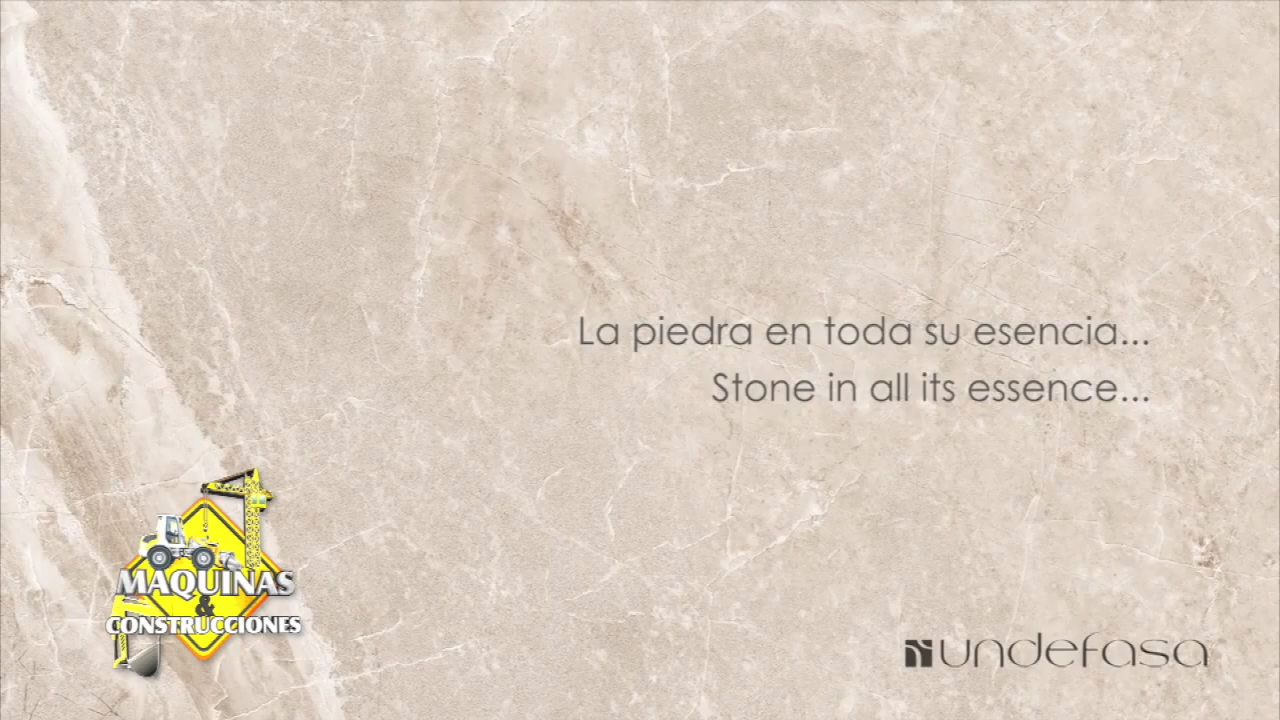 La piedra en toda su esencia...
Stone in all its essence...
MAQUINAS
&
CONSTRUCCIONES
undefasa